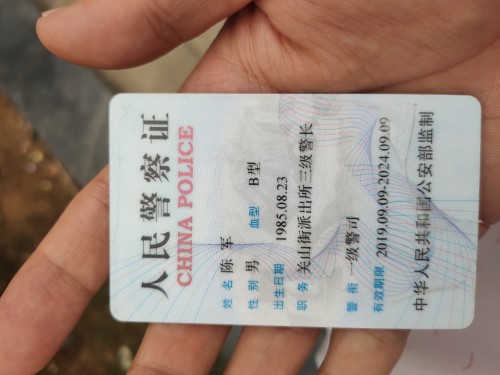 人民警察证
CHINA POLICE
姓名 陈军
性别 男 血型 B型
出生日期 1985.08.23
职务 关山街派出所三级警长
警衔 一级警司
有效期限 2019.09.09-2024.09.09
中华人民共和国公安部监制